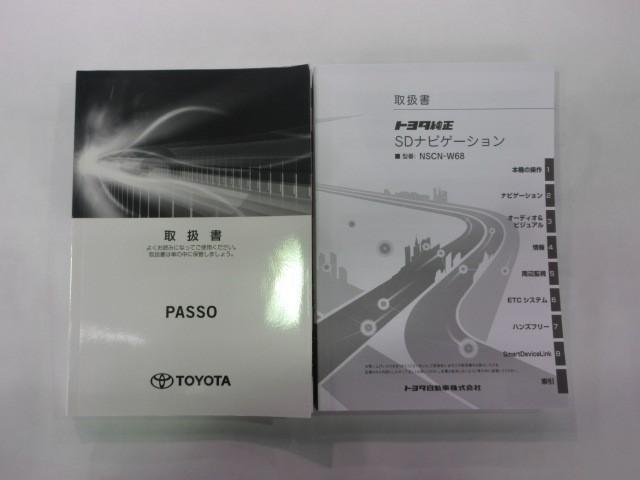 取扱書
よくお読みになってご使用ください。
取扱書は車の中に保管しましょう。
PASSO
TOYOTA
取扱書
トヨタ純正
SDナビゲーション
■ 型番: NSCN-W68
本機の操作 1
ナビゲーション 2
オーディオ&
ビジュアル 3
情報 4
周辺監視 5
ETCシステム 6
ハンズフリー 7
SmartDeviceLink 8
索引
トヨタ自動車株式会社